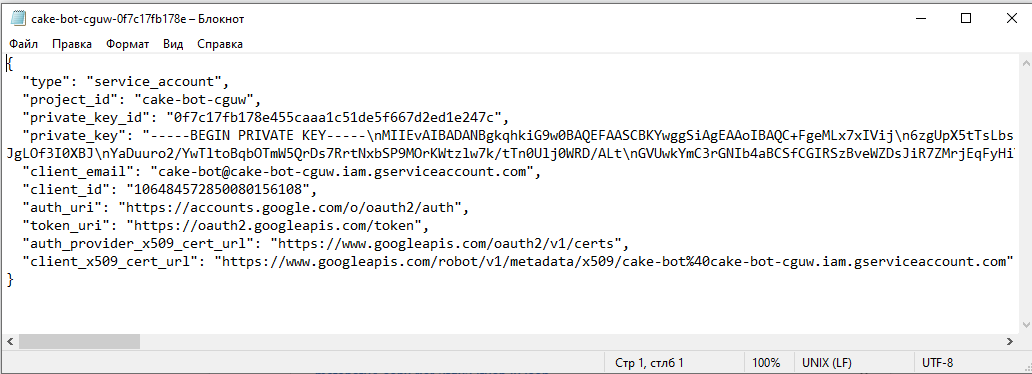 cake-bot-cguw-0f7c17fb178e – Блокнот
Файл Правка Формат Вид Справка
{
"type": "service_account",
"project_id": "cake-bot-cguw",
"private_key_id": "0f7c17fb178e455caaa1c51de5f667d2ed1e247c",
"private_key": "-----BEGIN PRIVATE KEY-----\nMIIEvAIBADANBgkqhkiG9w0BAQEFAASCBKYwggSiAgEAAoIBAQC+FgeMLx7xIVij\n6zgUpX5tTsLbs
JgLOf3I0XBJ\nYaDuuro2/YwTltoBqbOTmW5QrDs7RrtNxbSP9MOrKWtzlw7k/tTn0Ulj0WRD/ALt\nGVUwkYmC3rGNIb4aBCSfCGIRSzBveWZDsJiR7ZMrjEqFyHi
"client_email": "cake-bot@cake-bot-cguw.iam.gserviceaccount.com",
"client_id": "106484572850080156108",
"auth_uri": "https://accounts.google.com/o/oauth2/auth",
"token_uri": "https://oauth2.googleapis.com/token",
"auth_provider_x509_cert_url": "https://www.googleapis.com/oauth2/v1/certs",
"client_x509_cert_url": "https://www.googleapis.com/robot/v1/metadata/x509/cake-bot%40cake-bot-cguw.iam.gserviceaccount.com"
}
Стр 1, стлб 1 100% UNIX (LF) UTF-8